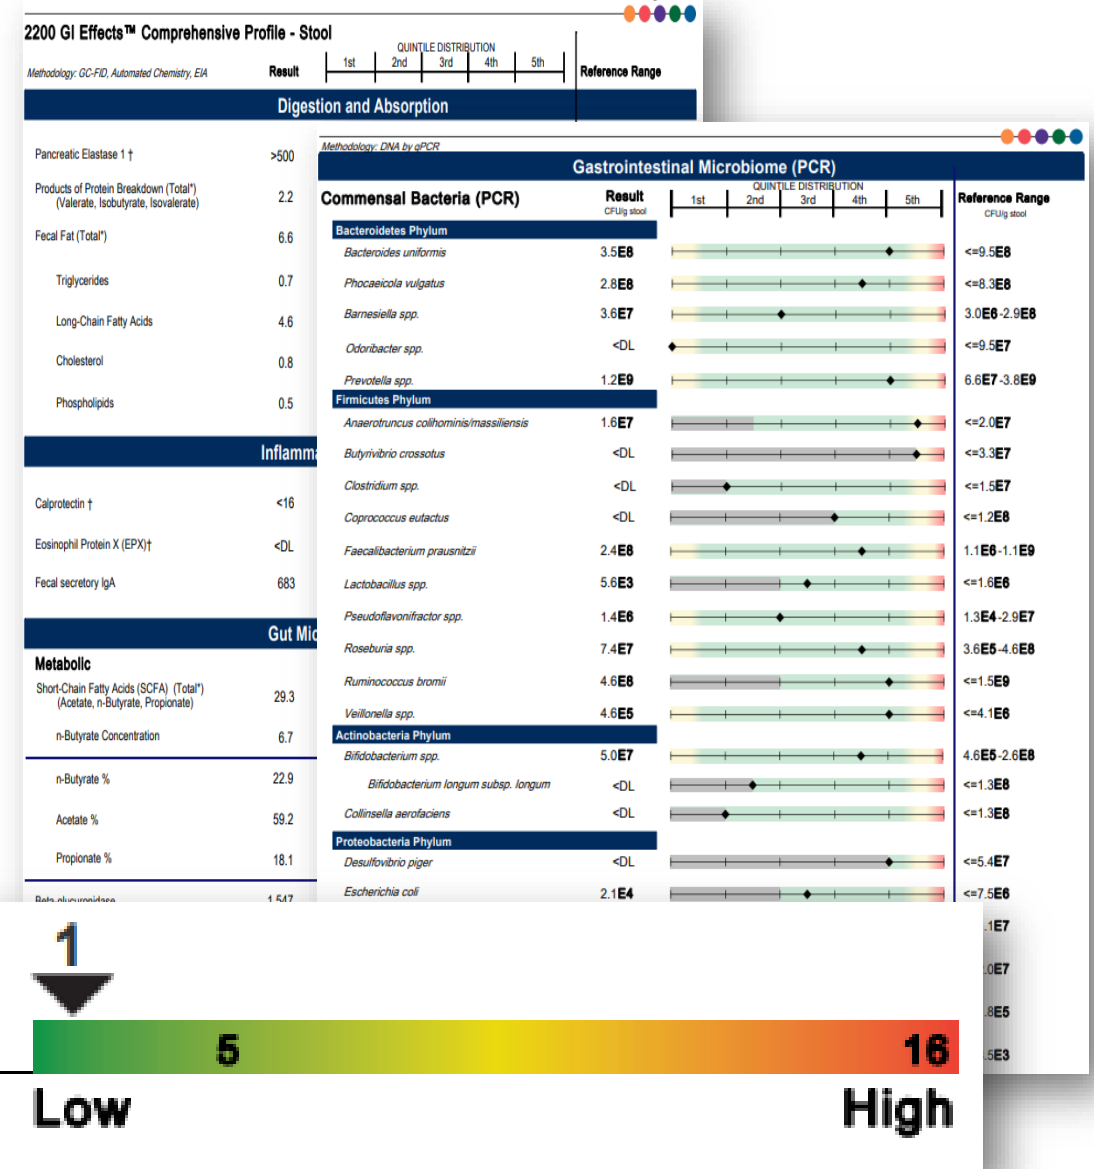 2200 GI Effects™ Comprehensive Profile - Stool
QUINTILE DISTRIBUTION
Methodology: GC-FID, Automated Chemistry, EIA Result 1st 2nd 3rd 4th 5th Reference Range
Digestion and Absorption
Pancreatic Elastase 1 † >500
Products of Protein Breakdown (Total*)
(Valerate, Isobutyrate, Isovalerate) 2.2
Fecal Fat (Total*) 6.6
Triglycerides 0.7
Long-Chain Fatty Acids 4.6
Cholesterol 0.8
Phospholipids 0.5
Inflamma
Calprotectin † <16
Eosinophil Protein X (EPX)† <DL
Fecal secretory IgA 683
Gut Mic
Metabolic
Short-Chain Fatty Acids (SCFA) (Total*)
(Acetate, n-Butyrate, Propionate) 29.3
n-Butyrate Concentration 6.7
n-Butyrate % 22.9
Acetate % 59.2
Propionate % 18.1
Beta-glucuronidase 1,547
Methodology: DNA by qPCR
Gastrointestinal Microbiome (PCR)
Commensal Bacteria (PCR) Result QUINTILE DISTRIBUTION Reference Range
CFU/g stool 1st 2nd 3rd 4th 5th CFU/g stool
Bacteroidetes Phylum
Bacteroides uniformis 3.5E8 <=9.5E8
Phocaeicola vulgatus 2.8E8 <=8.3E8
Barnesiella spp. 3.6E7 3.0E6-2.9E8
Odoribacter spp. <DL <=9.5E7
Prevotella spp. 1.2E9 6.6E7-3.8E9
Firmicutes Phylum
Anaerotruncus colihominis/massiliensis 1.6E7 <=2.0E7
Butyrivibrio crossotus <DL <=3.3E7
Clostridium spp. <DL <=1.5E7
Coprococcus eutactus <DL <=1.2E8
Faecalibacterium prausnitzii 2.4E8 1.1E6-1.1E9
Lactobacillus spp. 5.6E3 <=1.6E6
Pseudoflavonifractor spp. 1.4E6 1.3E4-2.9E7
Roseburia spp. 7.4E7 3.6E5-4.6E8
Ruminococcus bromii 4.6E8 <=1.5E9
Veillonella spp. 4.6E5 <=4.1E6
Actinobacteria Phylum
Bifidobacterium spp. 5.0E7 4.6E5-2.6E8
Bifidobacterium longum subsp. longum <DL <=1.3E8
Collinsella aerofaciens <DL <=1.3E8
Proteobacteria Phylum
Desulfovibrio piger <DL <=5.4E7
Escherichia coli 2.1E4 <=7.5E6
.1E7
.0E7
.8E5
.5E3
1
5 16
Low High